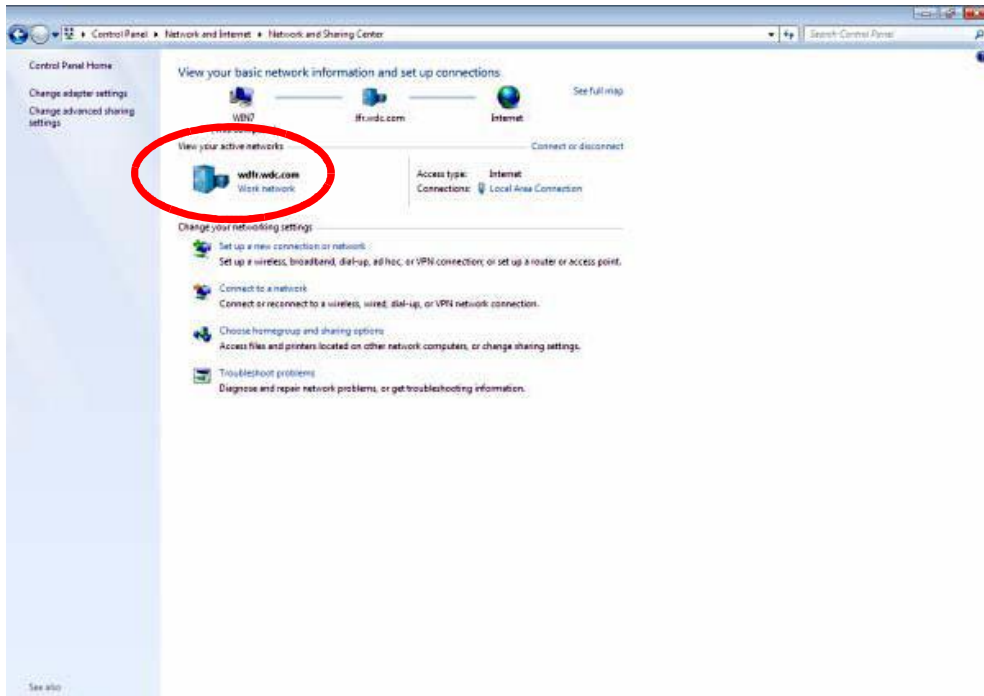 Control Panel ▸ Network and Internet ▸ Network and Sharing Center
Search Control Panel
Control Panel Home
Change adapter settings
Change advanced sharing
settings
View your basic network information and set up connections
See full map
WIN7
lfr.wdc.com
Internet
View your active networks
Connect or disconnect
wdlfr.wdc.com
Work network
Access type: Internet
Connections: Local Area Connection
Change your networking settings
Set up a new connection or network
Set up a wireless, broadband, dial-up, ad hoc, or VPN connection; or set up a router or access point.
Connect to a network
Connect or reconnect to a wireless, wired, dial-up, or VPN network connection.
Choose homegroup and sharing options
Access files and printers located on other network computers, or change sharing settings.
Troubleshoot problems
Diagnose and repair network problems, or get troubleshooting information.
See also